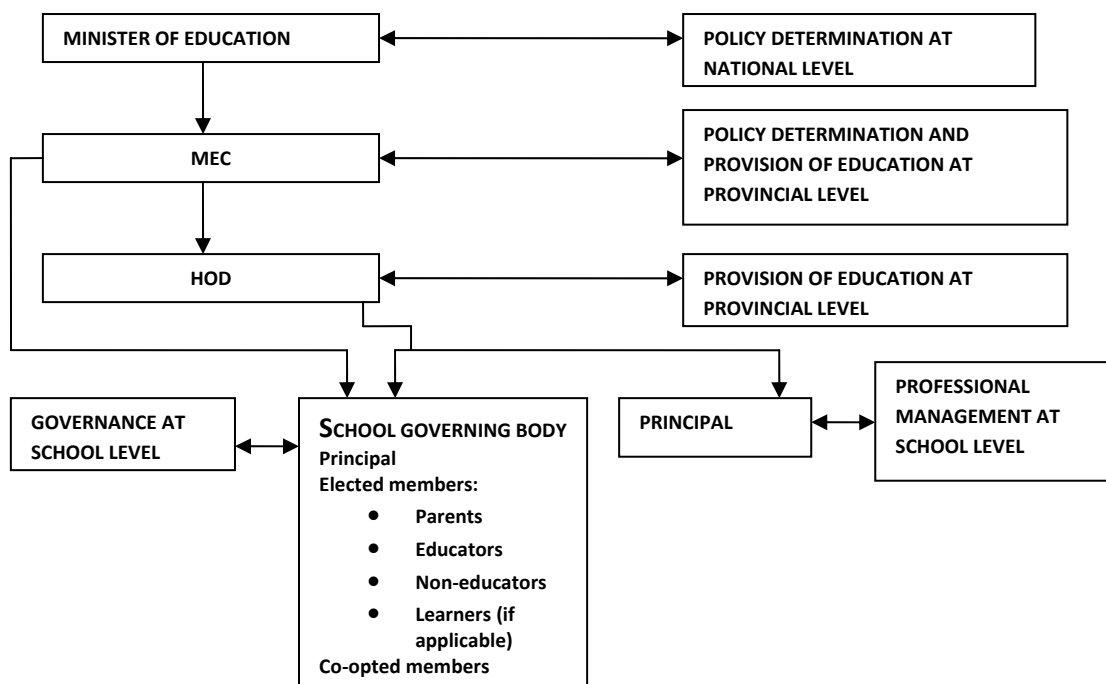 MINISTER OF EDUCATION
POLICY DETERMINATION AT
NATIONAL LEVEL
MEC
POLICY DETERMINATION AND
PROVISION OF EDUCATION AT
PROVINCIAL LEVEL
HOD
PROVISION OF EDUCATION AT
PROVINCIAL LEVEL
GOVERNANCE AT
SCHOOL LEVEL
SCHOOL GOVERNING BODY
Principal
Elected members:
• Parents
• Educators
• Non-educators
• Learners (if
applicable)
Co-opted members
PRINCIPAL
PROFESSIONAL
MANAGEMENT AT
SCHOOL LEVEL